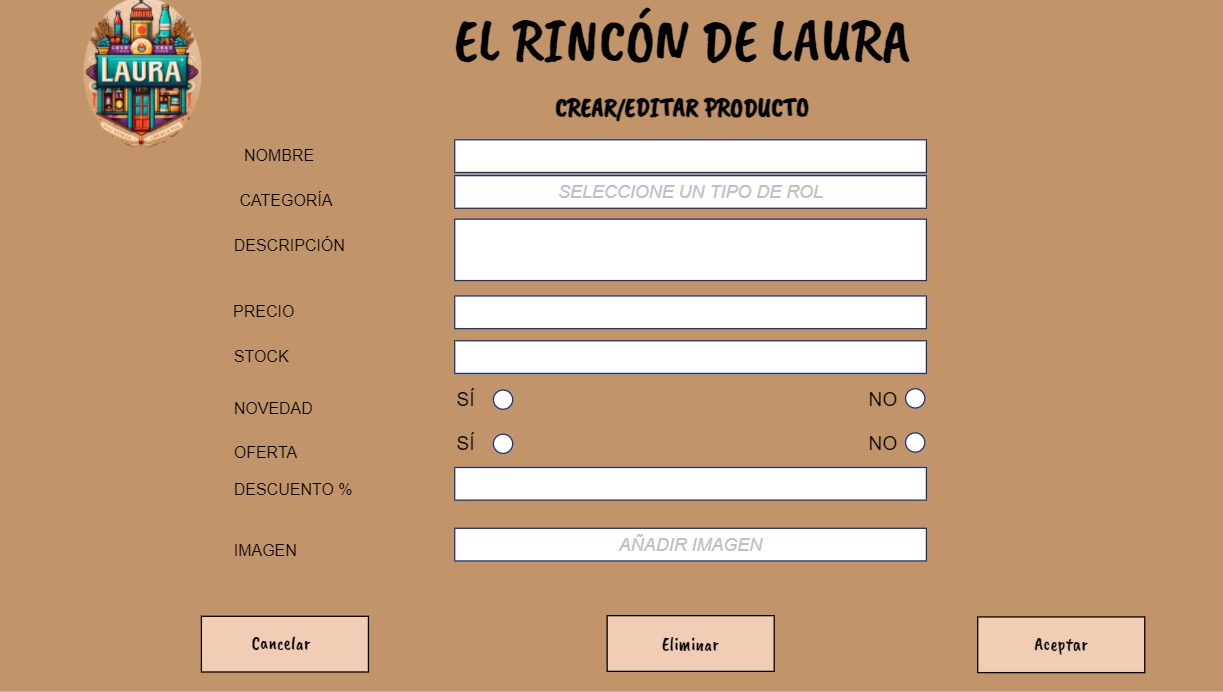 LAURA
EL RINCÓN DE LAURA
CREAR/EDITAR PRODUCTO
NOMBRE
CATEGORÍA SELECCIONE UN TIPO DE ROL
DESCRIPCIÓN
PRECIO
STOCK
NOVEDAD SÍ NO
OFERTA SÍ NO
DESCUENTO %
IMAGEN AÑADIR IMAGEN
Cancelar Eliminar Aceptar